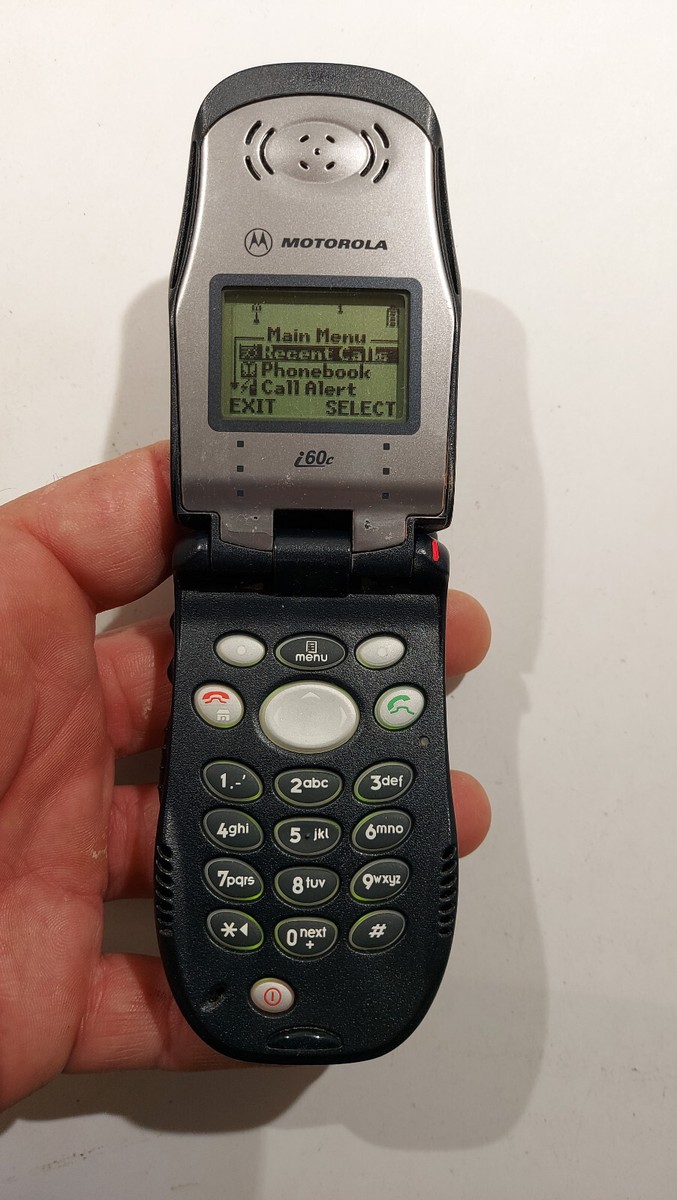 MOTOROLA
1
Main Menu
Recent Calls
Phonebook
Call Alert
EXIT SELECT
i60c
menu
1.-' 2abc 3def
4ghi 5 jkl 6mno
7pqrs 8tuv 9wxyz
* 0next+ #